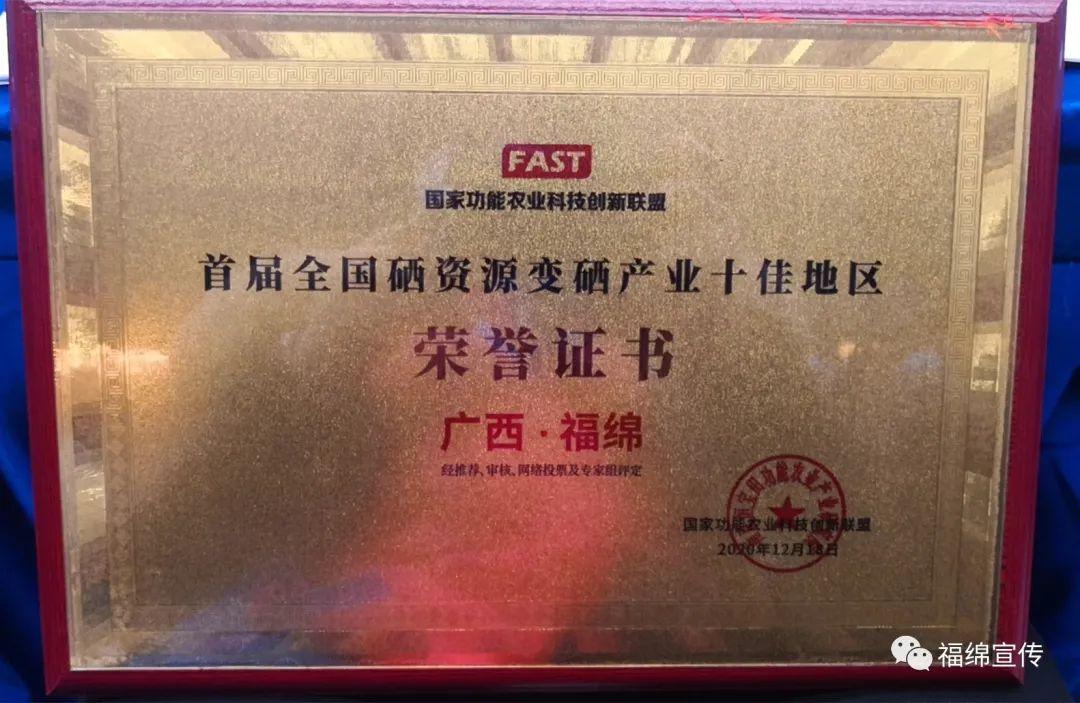 FAST
国家功能农业科技创新联盟
首届全国硒资源变硒产业十佳地区
荣誉证书
广西·福绵
经推荐、审核、网络投票及专家组评定
国家功能农业科技创新联盟
2020年12月18日
福绵宣传